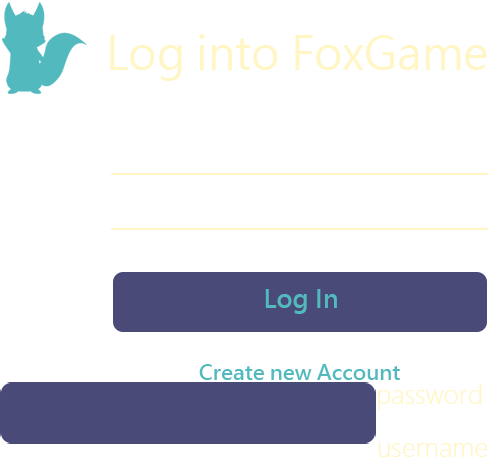 Log into FoxGame
Log In
Create new Account
password
username